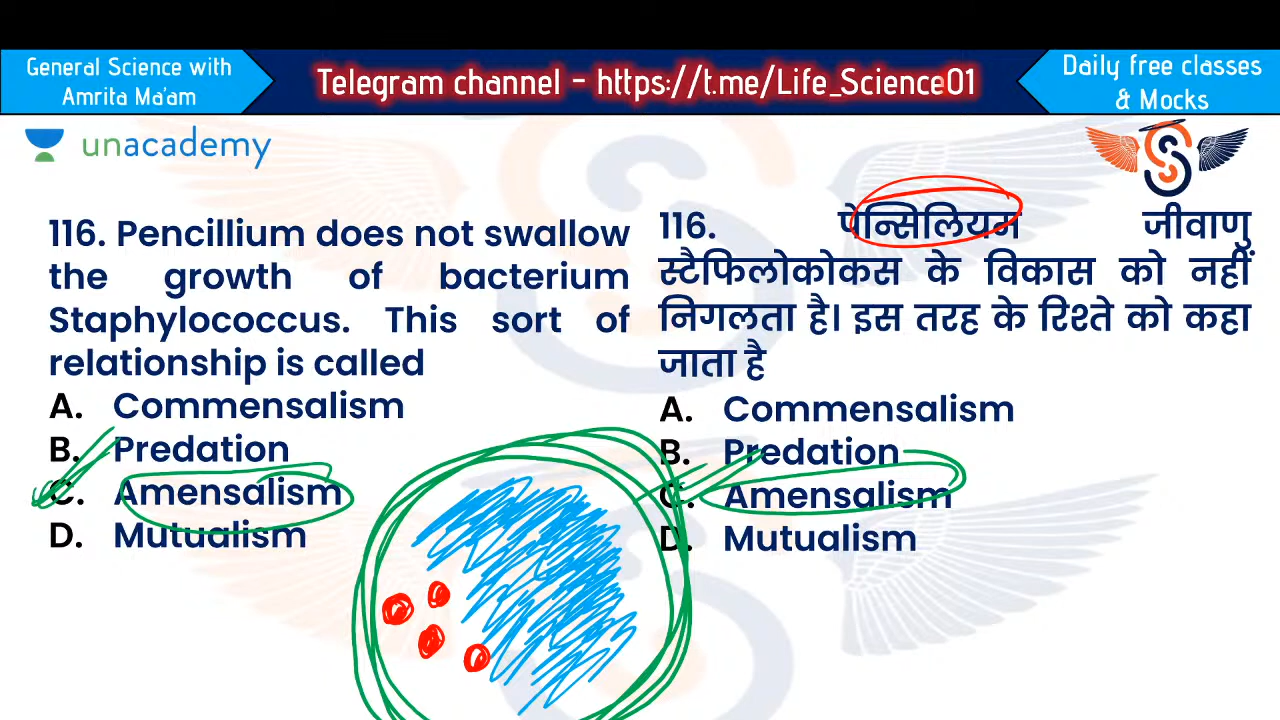 General Science with
Amrita Ma'am
Telegram channel - https://t.me/Life_Science01
Daily free classes
& Mocks
unacademy
116. Pencillium does not swallow
the growth of bacterium
Staphylococcus. This sort of
relationship is called
A. Commensalism
B. Predation
C. Amensalism
D. Mutualism
116. पेन्सिलियम जीवाणु
स्टैफिलोकोकस के विकास को नहीं
निगलता है। इस तरह के रिश्ते को कहा
जाता है
A. Commensalism
B. Predation
C. Amensalism
D. Mutualism